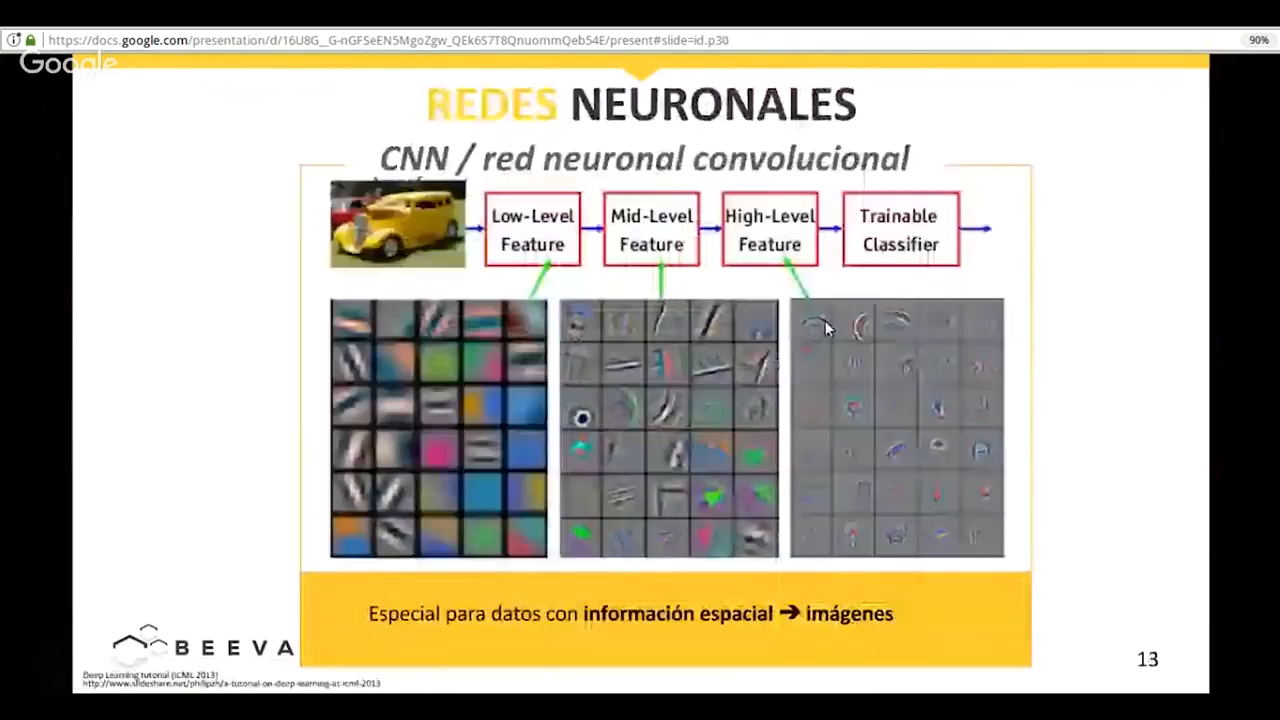 https://docs.google.com/presentation/d/16U8G__G-nGFSeEN5MgoZgw_QEk6S7T8QnuommQeb54E/present#slide=id.p30
90%
Google
REDES NEURONALES
CNN / red neuronal convolucional
Low-Level
Feature
Mid-Level
Feature
High-Level
Feature
Trainable
Classifier
Especial para datos con información espacial ➔ imágenes
BEEVA
13
Deep Learning Tutorial (ICML 2013)
http://www.slideshare.net/philipzh/a-tutorial-on-deep-learning-at-icml-2013